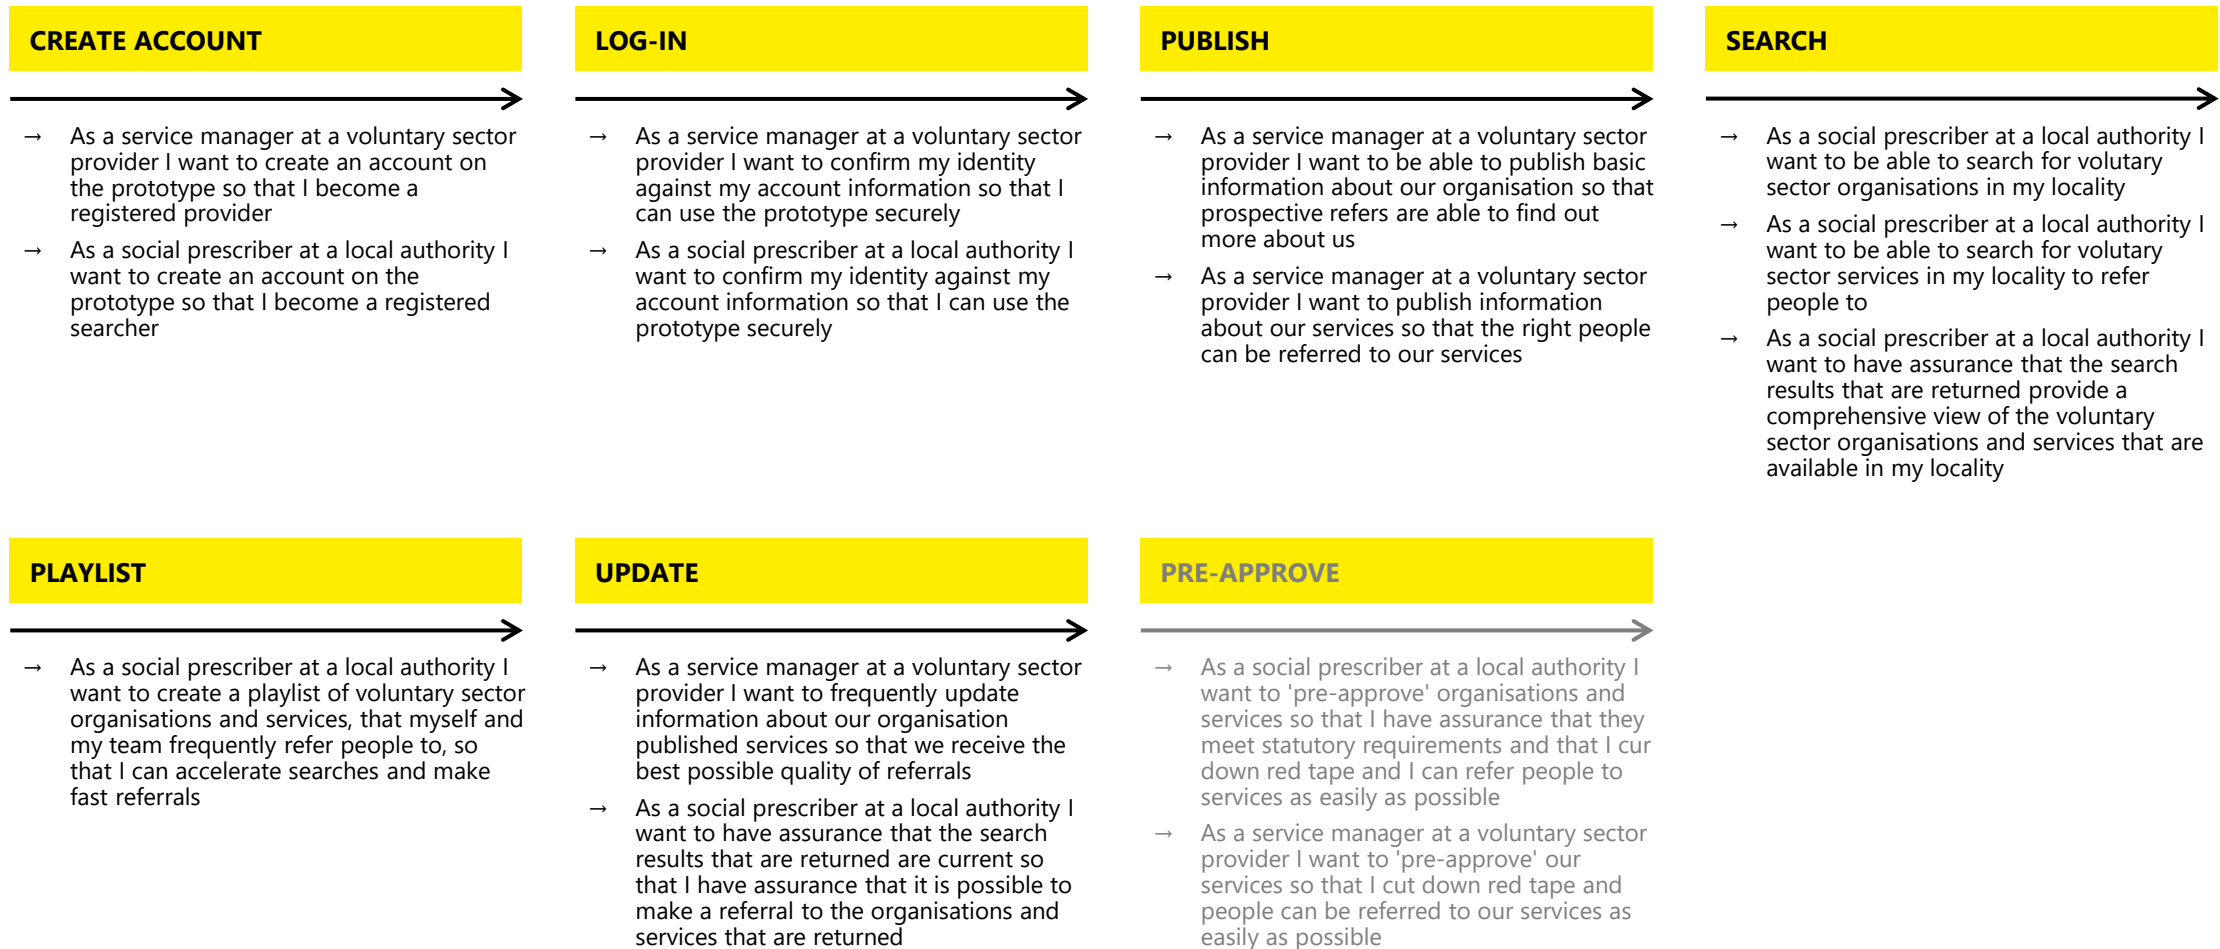 CREATE ACCOUNT
→ As a service manager at a voluntary sector
provider I want to create an account on
the prototype so that I become a
registered provider
→ As a social prescriber at a local authority I
want to create an account on the
prototype so that I become a registered
searcher
LOG-IN
→ As a service manager at a voluntary sector
provider I want to confirm my identity
against my account information so that I
can use the prototype securely
→ As a social prescriber at a local authority I
want to confirm my identity against my
account information so that I can use the
prototype securely
PUBLISH
→ As a service manager at a voluntary sector
provider I want to be able to publish basic
information about our organisation so that
prospective refers are able to find out
more about us
→ As a service manager at a voluntary sector
provider I want to publish information
about our services so that the right people
can be referred to our services
SEARCH
→ As a social prescriber at a local authority I
want to be able to search for volutary
sector organisations in my locality
→ As a social prescriber at a local authority I
want to be able to search for volutary
sector services in my locality to refer
people to
→ As a social prescriber at a local authority I
want to have assurance that the search
results that are returned provide a
comprehensive view of the voluntary
sector organisations and services that are
available in my locality
PLAYLIST
→ As a social prescriber at a local authority I
want to create a playlist of voluntary sector
organisations and services, that myself and
my team frequently refer people to, so
that I can accelerate searches and make
fast referrals
UPDATE
→ As a service manager at a voluntary sector
provider I want to frequently update
information about our organisation
published services so that we receive the
best possible quality of referrals
→ As a social prescriber at a local authority I
want to have assurance that the search
results that are returned are current so
that I have assurance that it is possible to
make a referral to the organisations and
services that are returned
PRE-APPROVE
→ As a social prescriber at a local authority I
want to 'pre-approve' organisations and
services so that I have assurance that they
meet statutory requirements and that I cur
down red tape and I can refer people to
services as easily as possible
→ As a service manager at a voluntary sector
provider I want to 'pre-approve' our
services so that I cut down red tape and
people can be referred to our services as
easily as possible